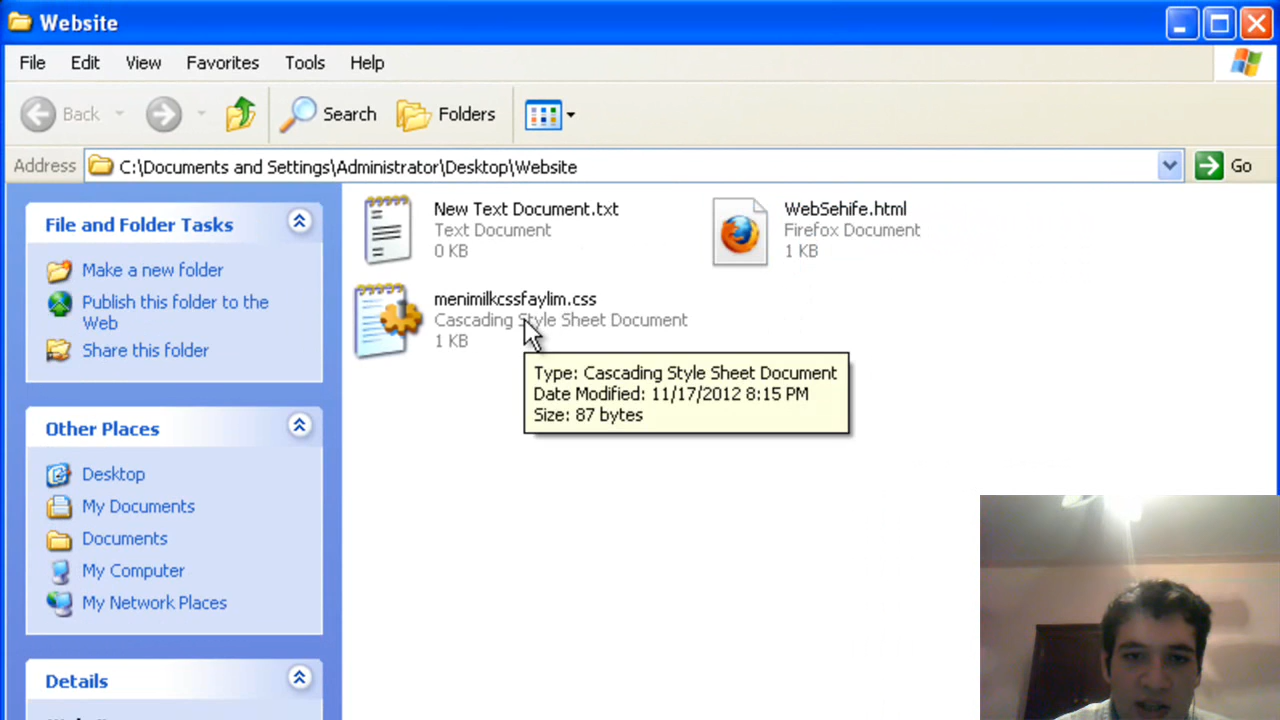 Website
File Edit View Favorites Tools Help
Back Search Folders
Address C:\Documents and Settings\Administrator\Desktop\Website Go
File and Folder Tasks
Make a new folder
Publish this folder to the
Web
Share this folder
Other Places
Desktop
My Documents
Documents
My Computer
My Network Places
Details
New Text Document.txt
Text Document
0 KB
WebSehife.html
Firefox Document
1 KB
menimilkcssfaylim.css
Cascading Style Sheet Document
1 KB
Type: Cascading Style Sheet Document
Date Modified: 11/17/2012 8:15 PM
Size: 87 bytes